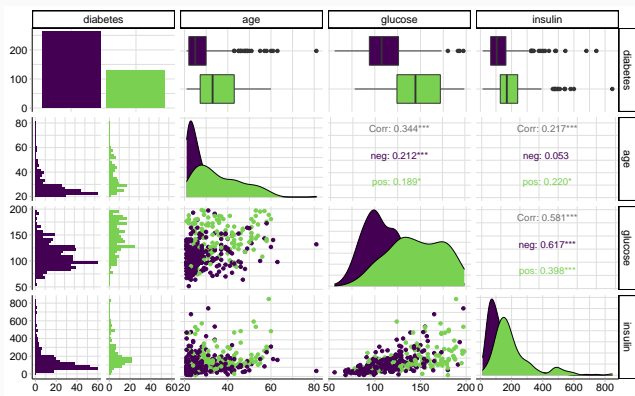 diabetes age glucose insulin
200
100
0
diabetes
80
60
40
20
Corr: 0.344*** Corr: 0.217***
neg: 0.212*** neg: 0.053
pos: 0.189* pos: 0.220*
age
200
150
100
50
Corr: 0.581***
neg: 0.617***
pos: 0.398***
glucose
800
600
400
200
0
insulin
0 20 40 60 0 20 40 60 20 40 60 80 50 100 150 200 200 400 600 800